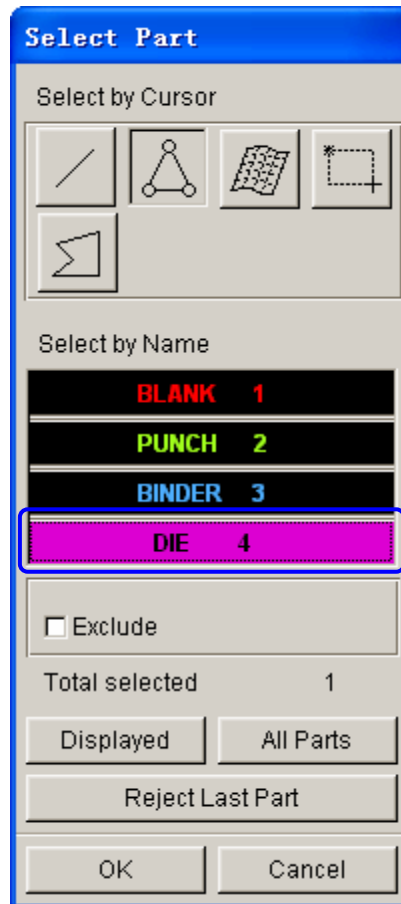 Select Part
Select by Cursor
Select by Name
BLANK 1
PUNCH 2
BINDER 3
DIE 4
Exclude
Total selected 1
Displayed All Parts
Reject Last Part
OK Cancel